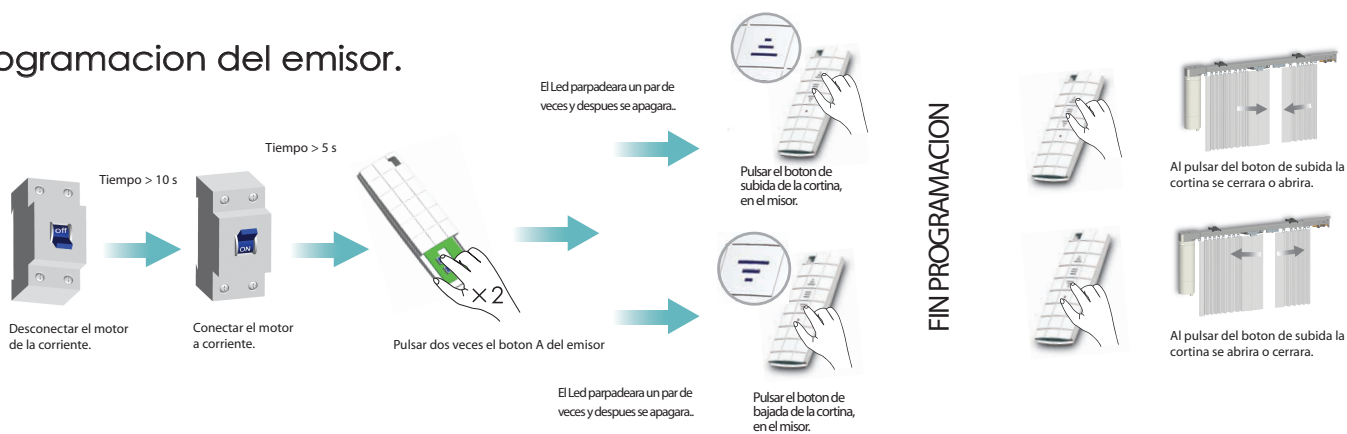 ogramacion del emisor.
off
Desconectar el motor
de la corriente.
Tiempo > 10 s
ON
Conectar el motor
a corriente.
Tiempo > 5 s
×2
Pulsar dos veces el boton A del emisor
El Led parpadeara un par de
veces y despues se apagara..
Pulsar el boton de
subida de la cortina,
en el misor.
El Led parpadeara un par de
veces y despues se apagara..
Pulsar el boton de
bajada de la cortina,
en el misor.
FIN PROGRAMACION
Al pulsar del boton de subida la
cortina se cerrara o abrira.
Al pulsar del boton de subida la
cortina se abrira o cerrara.